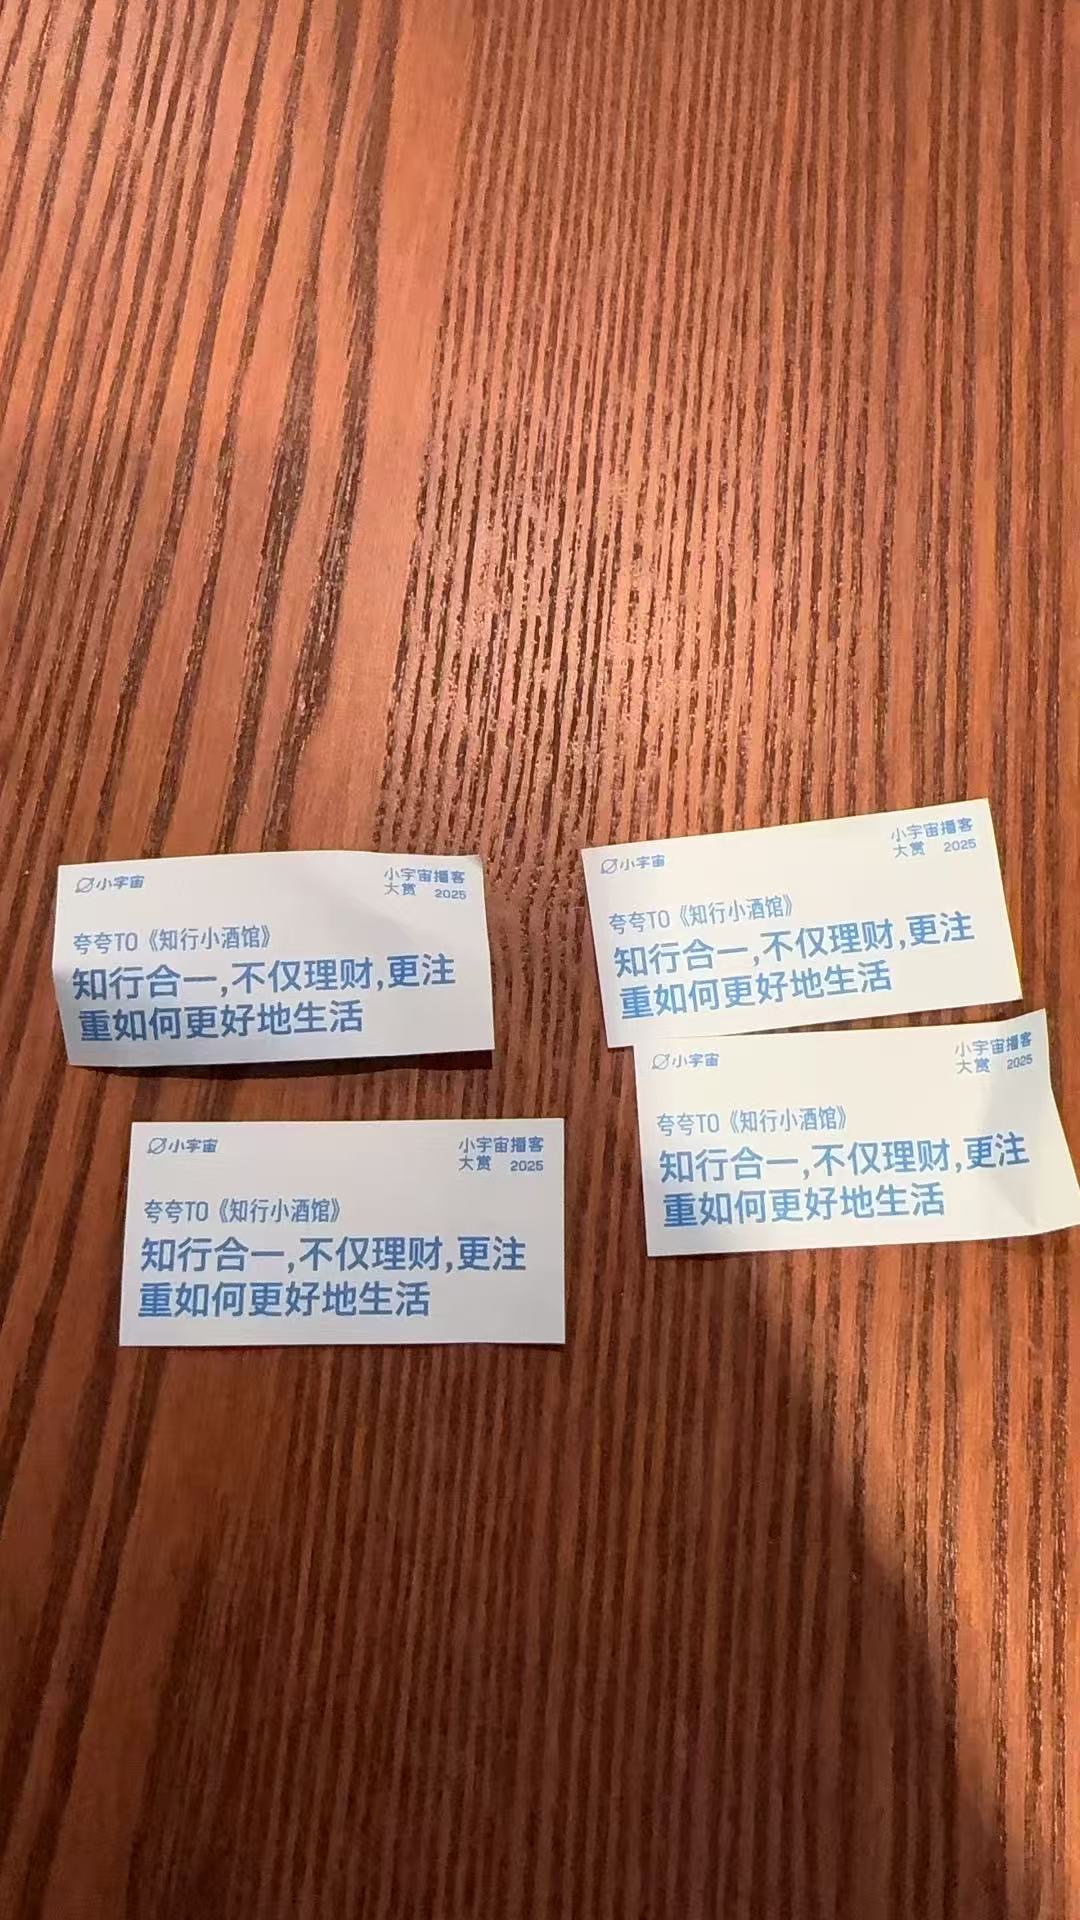 小宇宙
小宇宙播客
大赏 2025
夸夸TO《知行小酒馆》
知行合一,不仅理财,更注
重如何更好地生活
小宇宙
小宇宙播客
大赏 2025
夸夸TO《知行小酒馆》
知行合一,不仅理财,更注
重如何更好地生活
小宇宙
小宇宙播客
大赏 2025
夸夸TO《知行小酒馆》
知行合一,不仅理财,更注
重如何更好地生活
小宇宙
小宇宙播客
大赏 2025
夸夸TO《知行小酒馆》
知行合一,不仅理财,更注
重如何更好地生活